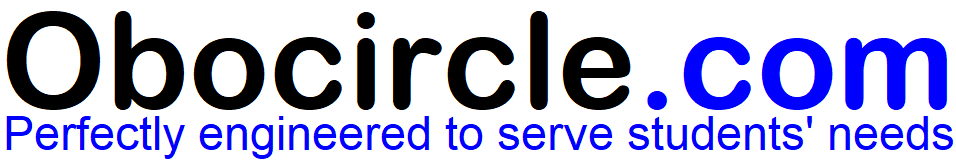 Obocircle.com
Perfectly engineered to serve students' needs